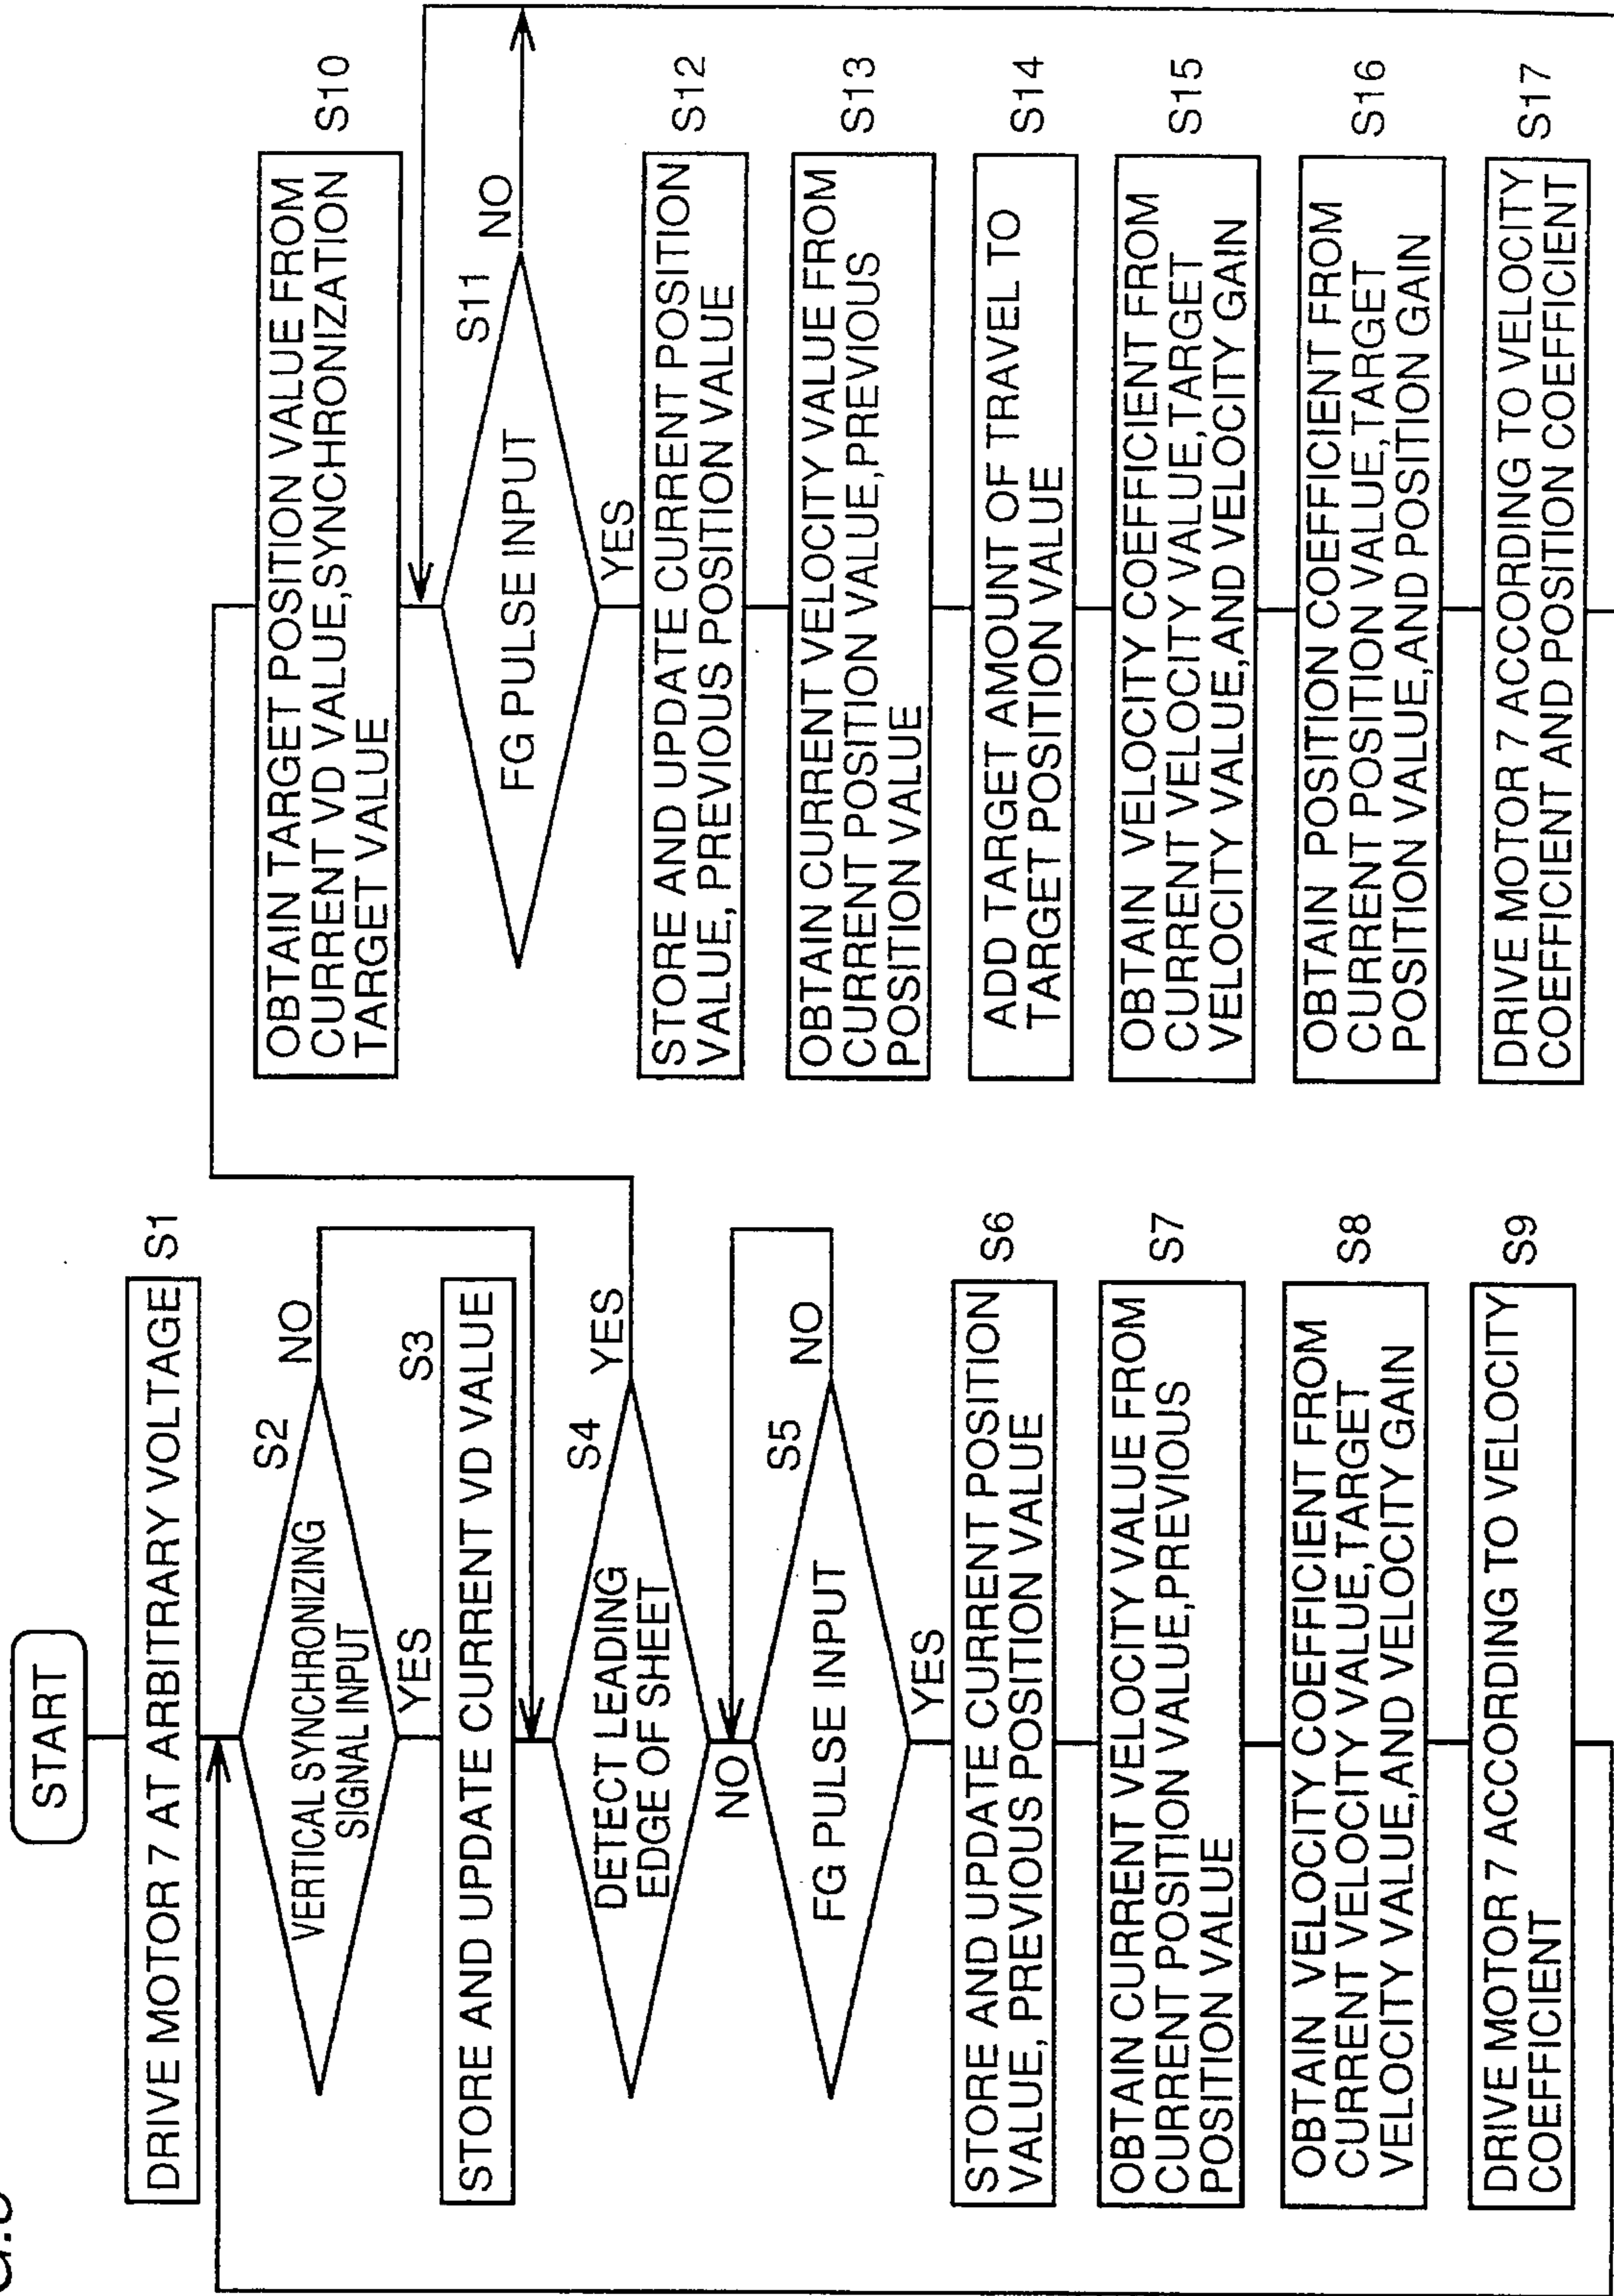 START
DRIVE MOTOR 7 AT ARBITRARY VOLTAGE
S1
S2
VERTICAL SYNCHRONIZING
SIGNAL INPUT
NO
YES
S3
STORE AND UPDATE CURRENT VD VALUE
S4
DETECT LEADING
EDGE OF SHEET
YES
NO
S5
FG PULSE INPUT
NO
YES
STORE AND UPDATE CURRENT POSITION
VALUE, PREVIOUS POSITION VALUE
S6
OBTAIN CURRENT VELOCITY VALUE FROM
CURRENT POSITION VALUE,PREVIOUS
POSITION VALUE
S7
OBTAIN VELOCITY COEFFICIENT FROM
CURRENT VELOCITY VALUE,TARGET
VELOCITY VALUE,AND VELOCITY GAIN
S8
DRIVE MOTOR 7 ACCORDING TO VELOCITY
COEFFICIENT
S9
OBTAIN TARGET POSITION VALUE FROM
CURRENT VD VALUE,SYNCHRONIZATION
TARGET VALUE
S10
S11
FG PULSE INPUT
NO
YES
STORE AND UPDATE CURRENT POSITION
VALUE, PREVIOUS POSITION VALUE
S12
OBTAIN CURRENT VELOCITY VALUE FROM
CURRENT POSITION VALUE,PREVIOUS
POSITION VALUE
S13
ADD TARGET AMOUNT OF TRAVEL TO
TARGET POSITION VALUE
S14
OBTAIN VELOCITY COEFFICIENT FROM
CURRENT VELOCITY VALUE,TARGET
VELOCITY VALUE,AND VELOCITY GAIN
S15
OBTAIN POSITION COEFFICIENT FROM
CURRENT POSITION VALUE,TARGET
POSITION VALUE,AND POSITION GAIN
S16
DRIVE MOTOR 7 ACCORDING TO VELOCITY
COEFFICIENT AND POSITION COEFFICIENT
S17